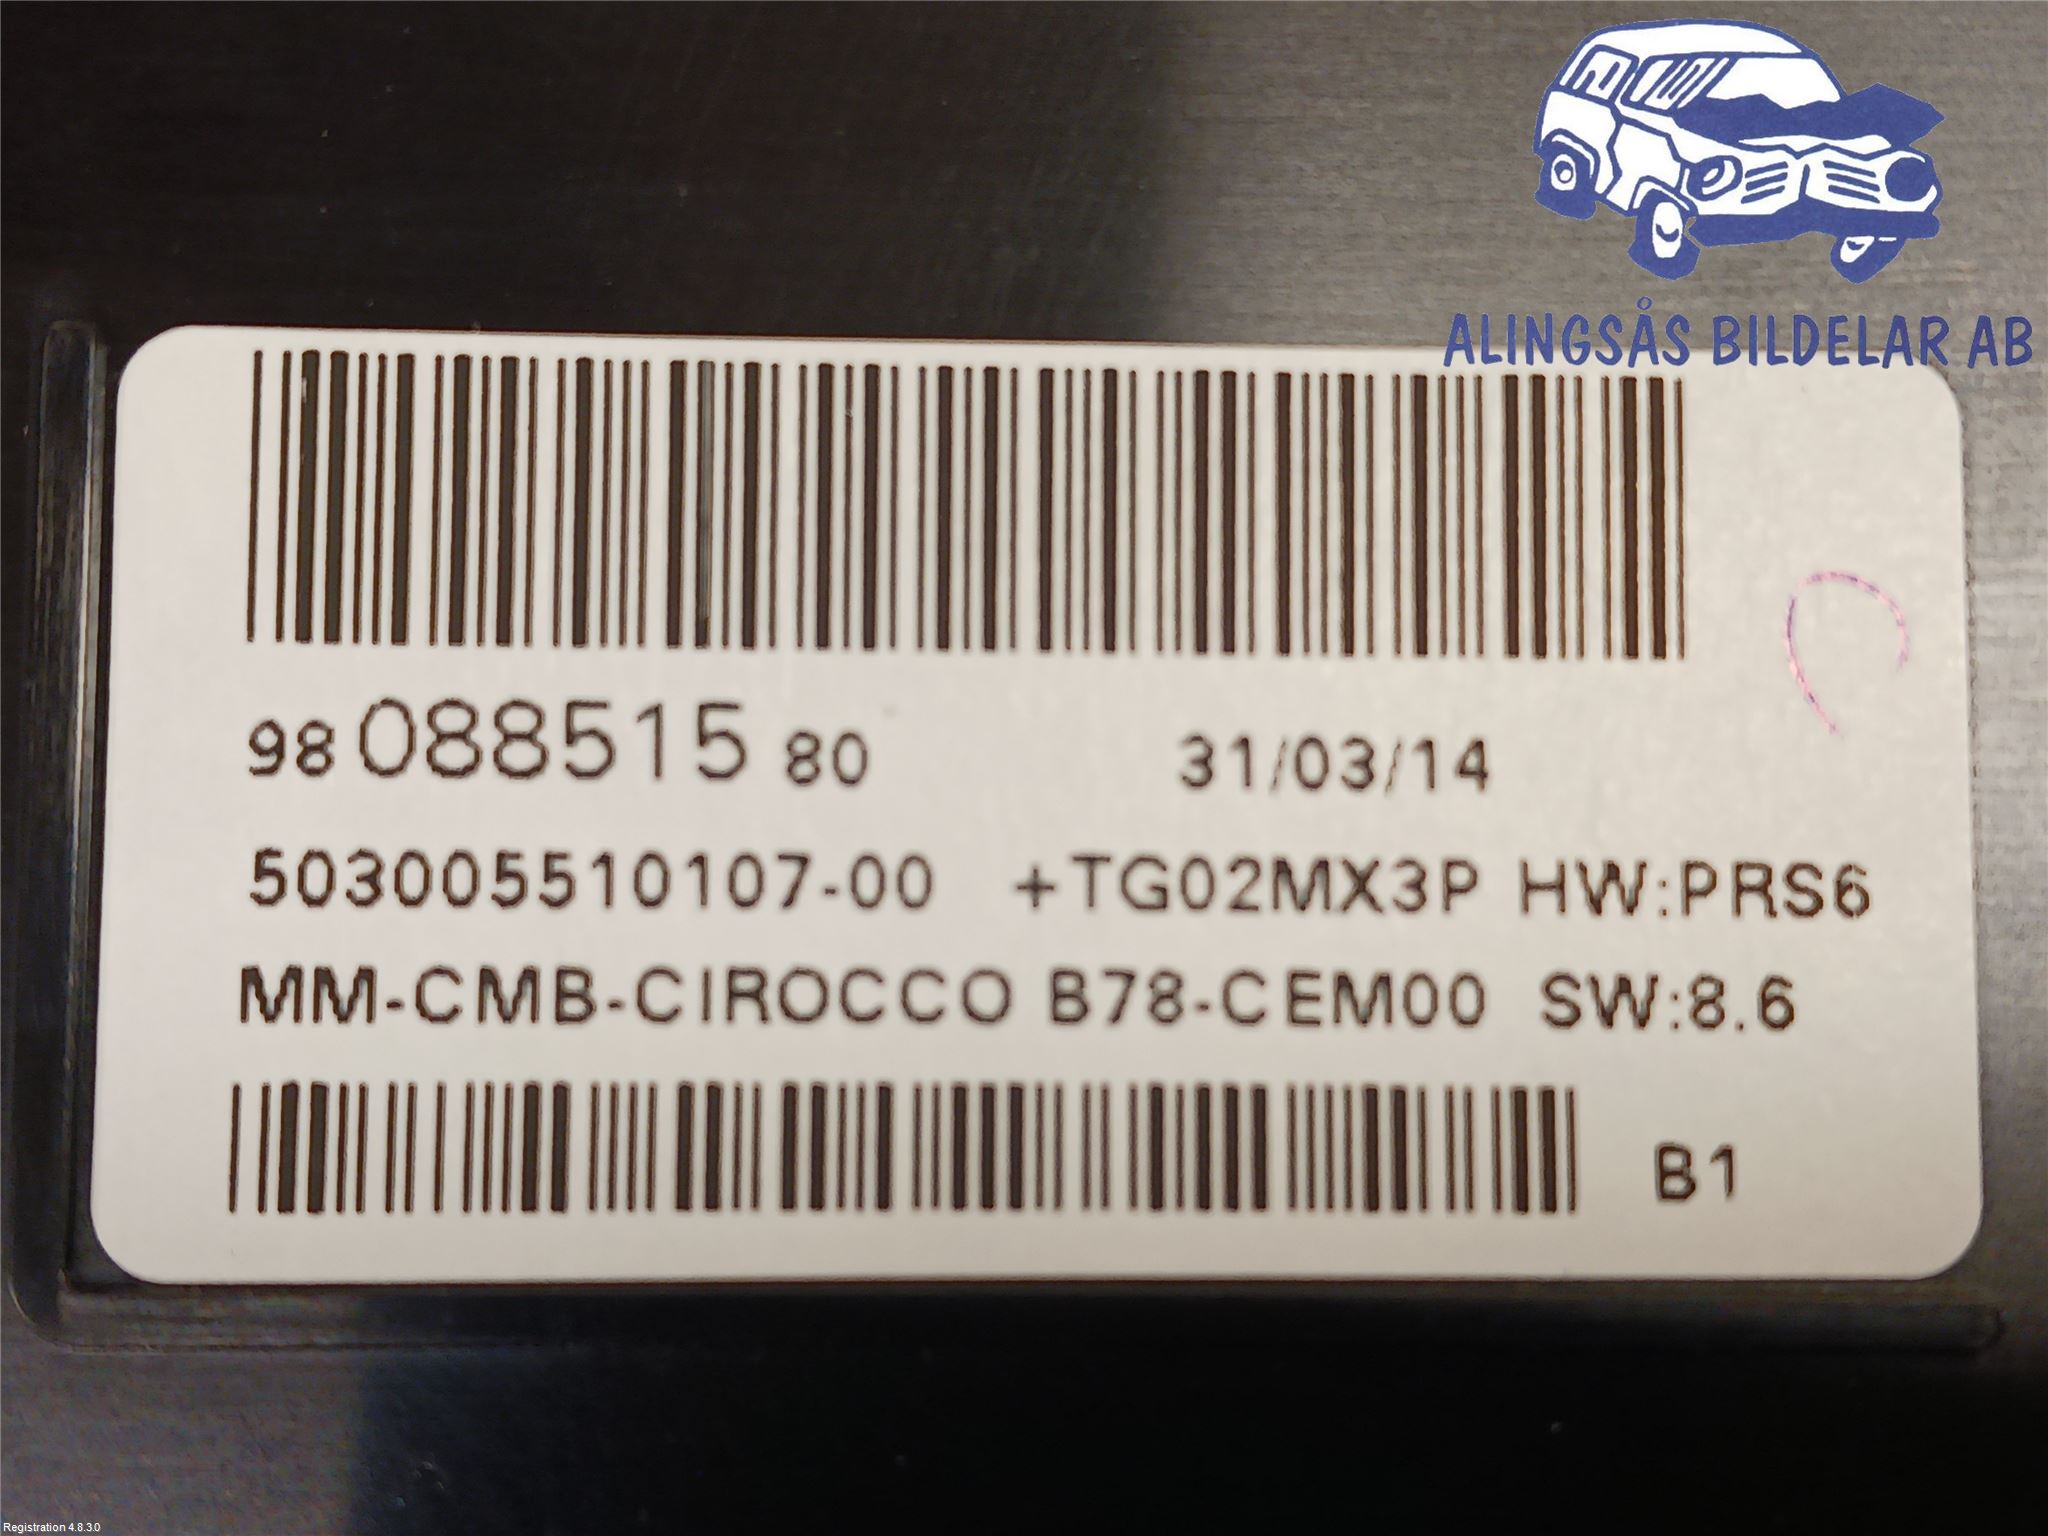 ALINGSÅS BILDELAR AB
98 088515 80 31/03/14
503005510107-00 +TG02MX3P HW:PRS6
MM-CMB-CIROCCO B78-CEM00 SW:8.6
B1
Registration 4.8.3.0